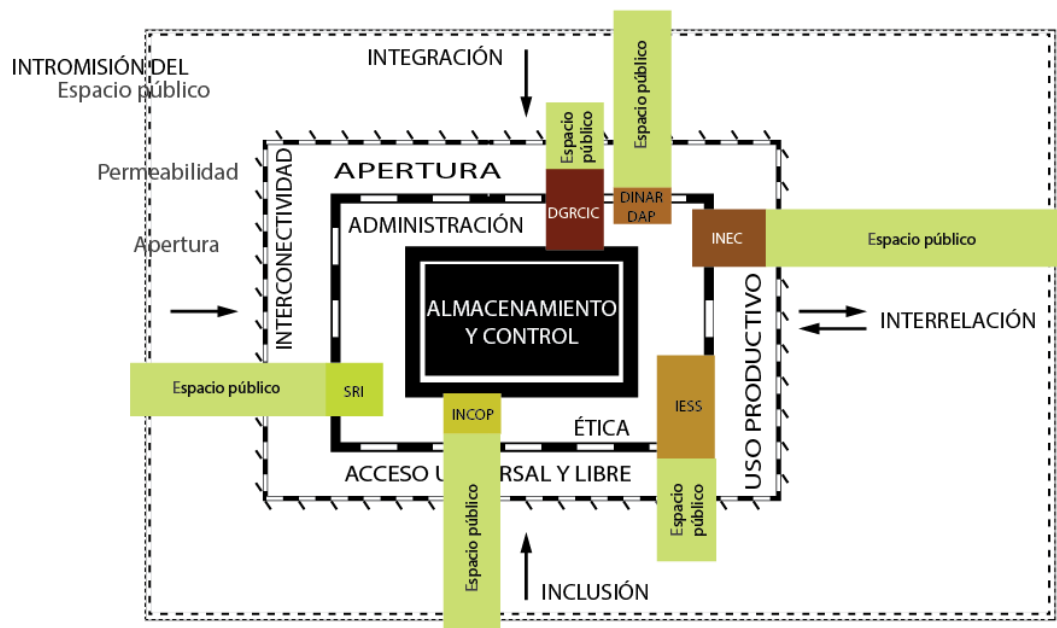 INTROMISIÓN DEL
Espacio público
Permeabilidad
Apertura
INTEGRACIÓN
Espacio público
Espacio
público
APERTURA
INTERCONECTIVIDAD
ADMINISTRACIÓN
DGRCIC
DINAR
DAP
INEC
Espacio público
ALMACENAMIENTO
Y CONTROL
INTERRELACIÓN
USO PRODUCTIVO
Espacio público
SRI
INCOP
IESS
ÉTICA
ACCESO U
RSAL Y LIBRE
Espacio público
Espacio
público
INCLUSIÓN